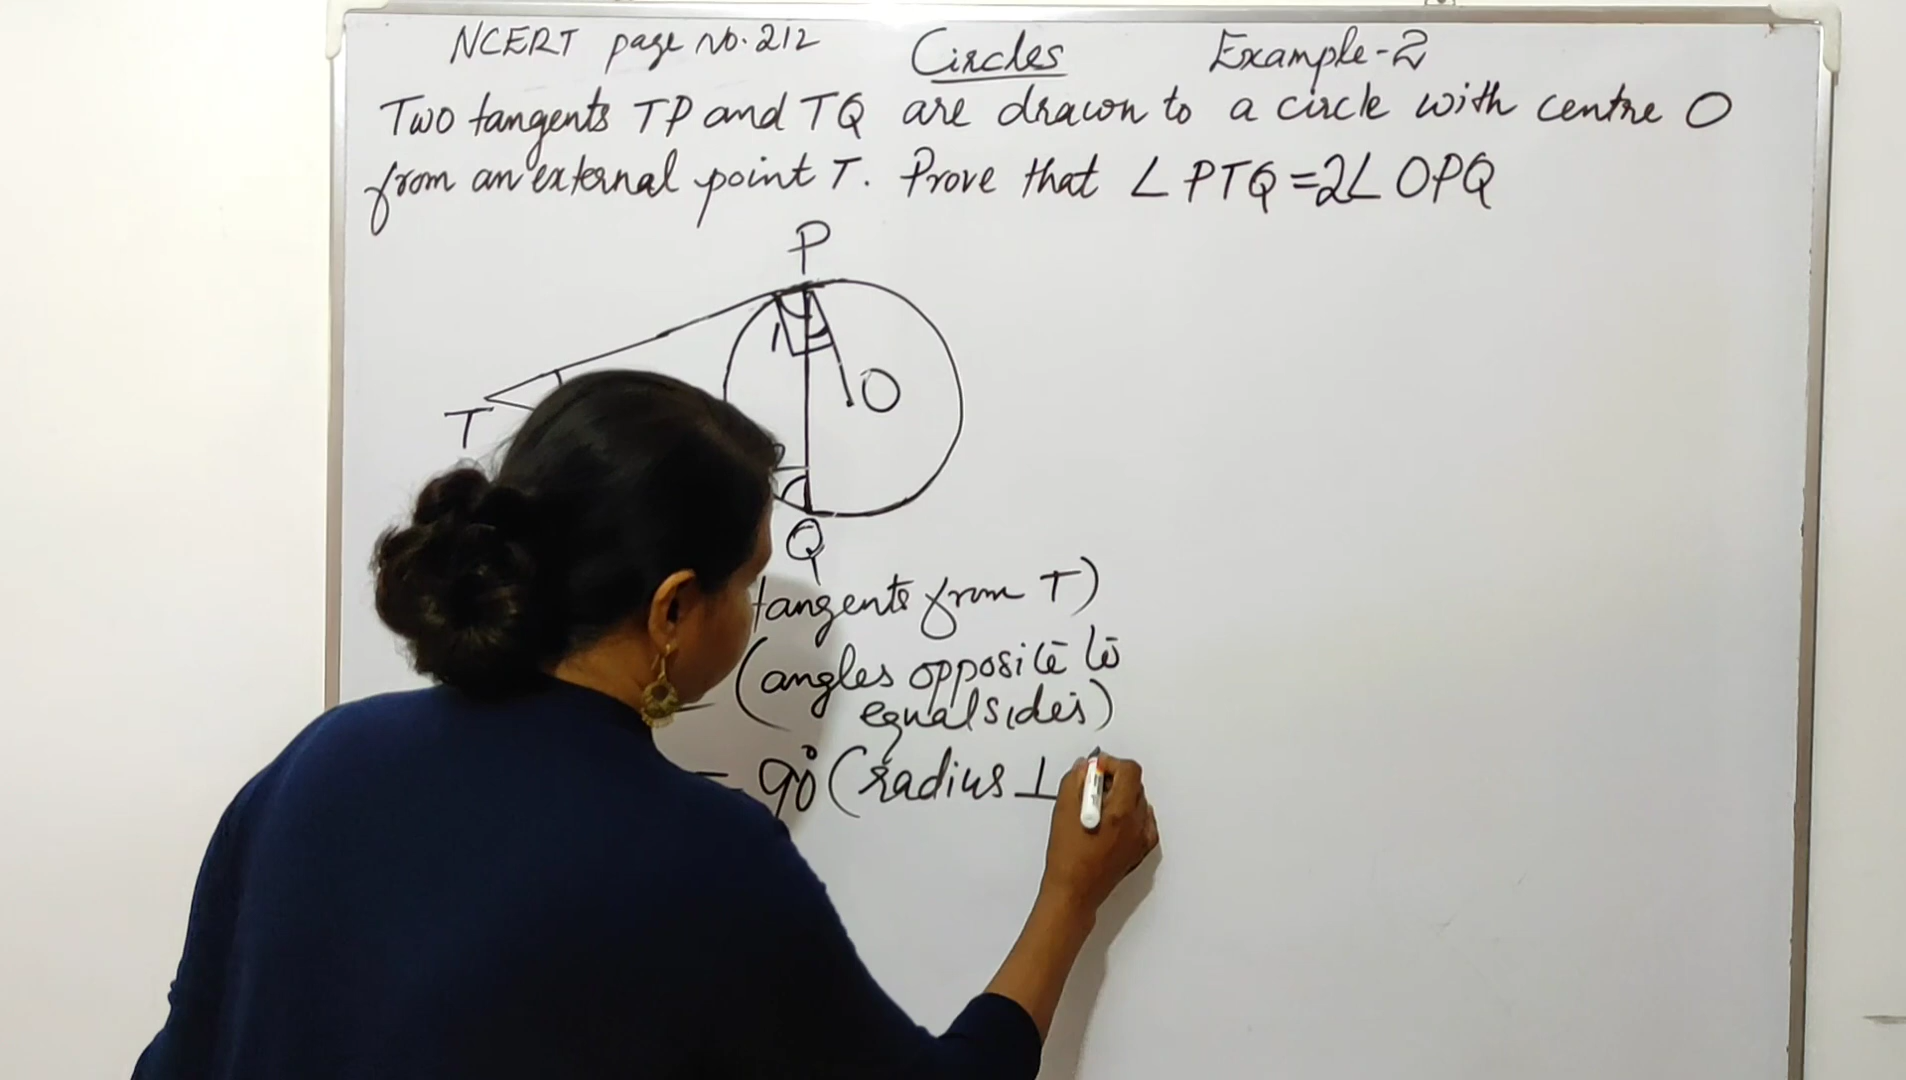 NCERT page No. 212 Circles Example-2
Two tangents TP and TQ are drawn to a circle with centre O
from an external point T. Prove that ∠ PTQ = 2∠ OPQ
P
1
O
T
2
Q
tangents from T)
(angles opposite to
equal sides)
= 90° (radius ⊥